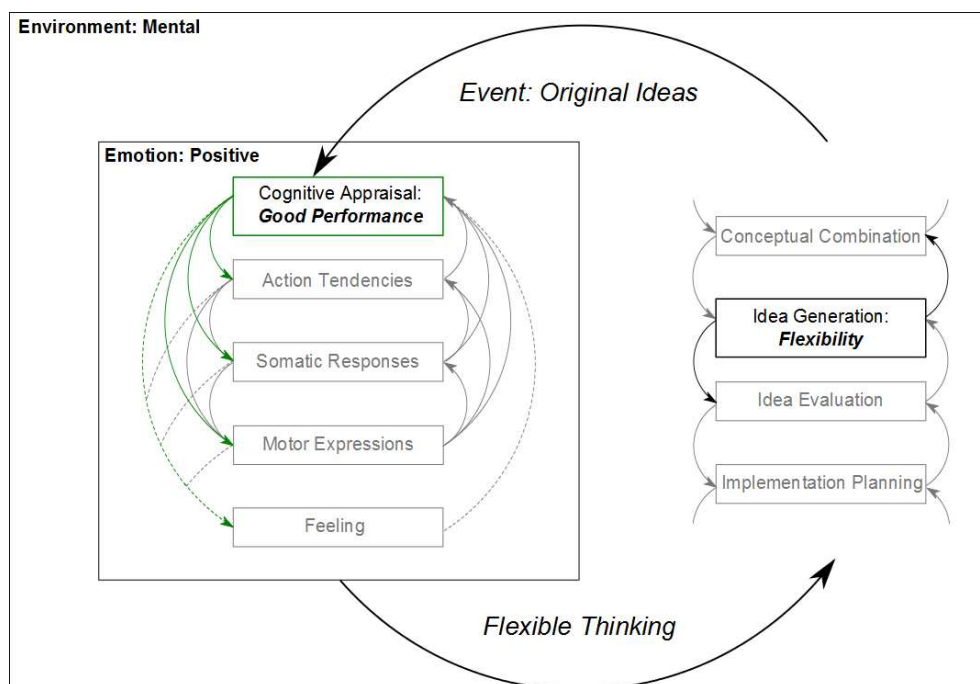 Environment: Mental
Event: Original Ideas
Emotion: Positive
Cognitive Appraisal:
Good Performance
Action Tendencies
Somatic Responses
Motor Expressions
Feeling
Conceptual Combination
Idea Generation:
Flexibility
Idea Evaluation
Implementation Planning
Flexible Thinking